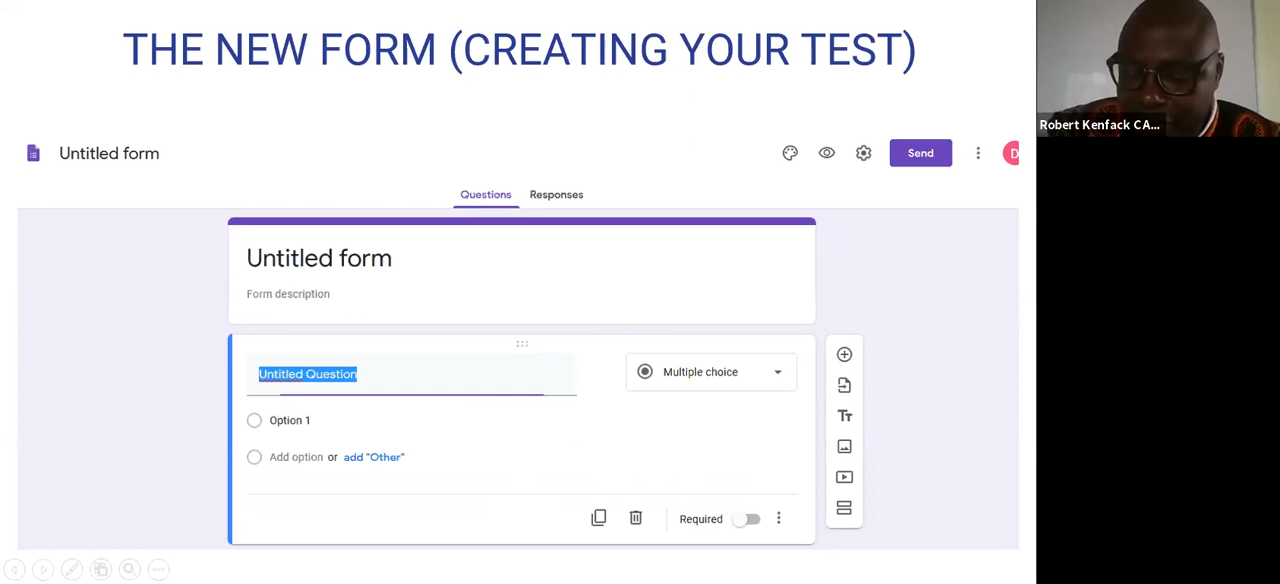 THE NEW FORM (CREATING YOUR TEST)
Robert Kenfack CA...
Untitled form
Send
D
Questions
Responses
Untitled form
Form description
Untitled Question
Multiple choice
Option 1
Add option or add "Other"
Tт
Required